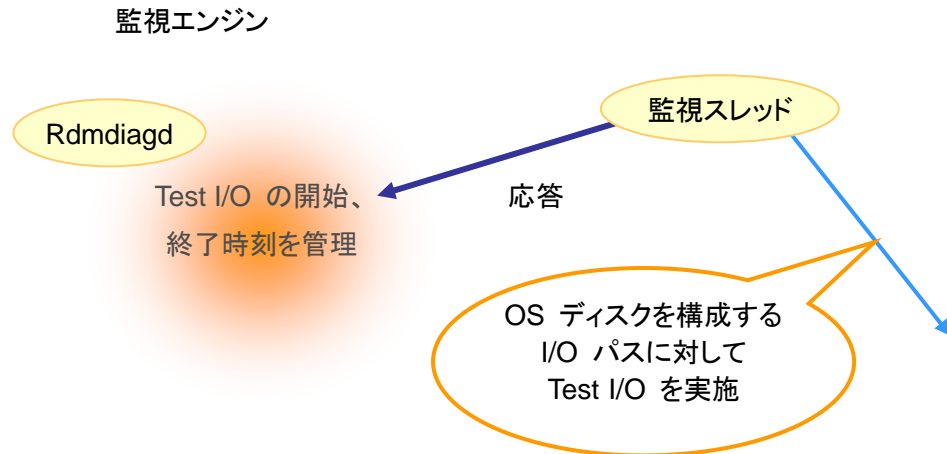 監視エンジン
監視スレッド
Rdmdiagd
Test I/O の開始、
終了時刻を管理
応答
OS ディスクを構成する
I/O パスに対して
Test I/O を実施